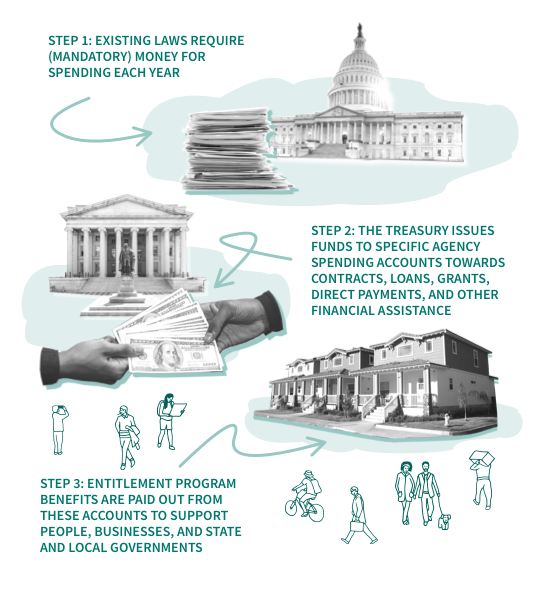 STEP 1: EXISTING LAWS REQUIRE
(MANDATORY) MONEY FOR
SPENDING EACH YEAR
STEP 2: THE TREASURY ISSUES
FUNDS TO SPECIFIC AGENCY
SPENDING ACCOUNTS TOWARDS
CONTRACTS, LOANS, GRANTS,
DIRECT PAYMENTS, AND OTHER
FINANCIAL ASSISTANCE
STEP 3: ENTITLEMENT PROGRAM
BENEFITS ARE PAID OUT FROM
THESE ACCOUNTS TO SUPPORT
PEOPLE, BUSINESSES, AND STATE
AND LOCAL GOVERNMENTS